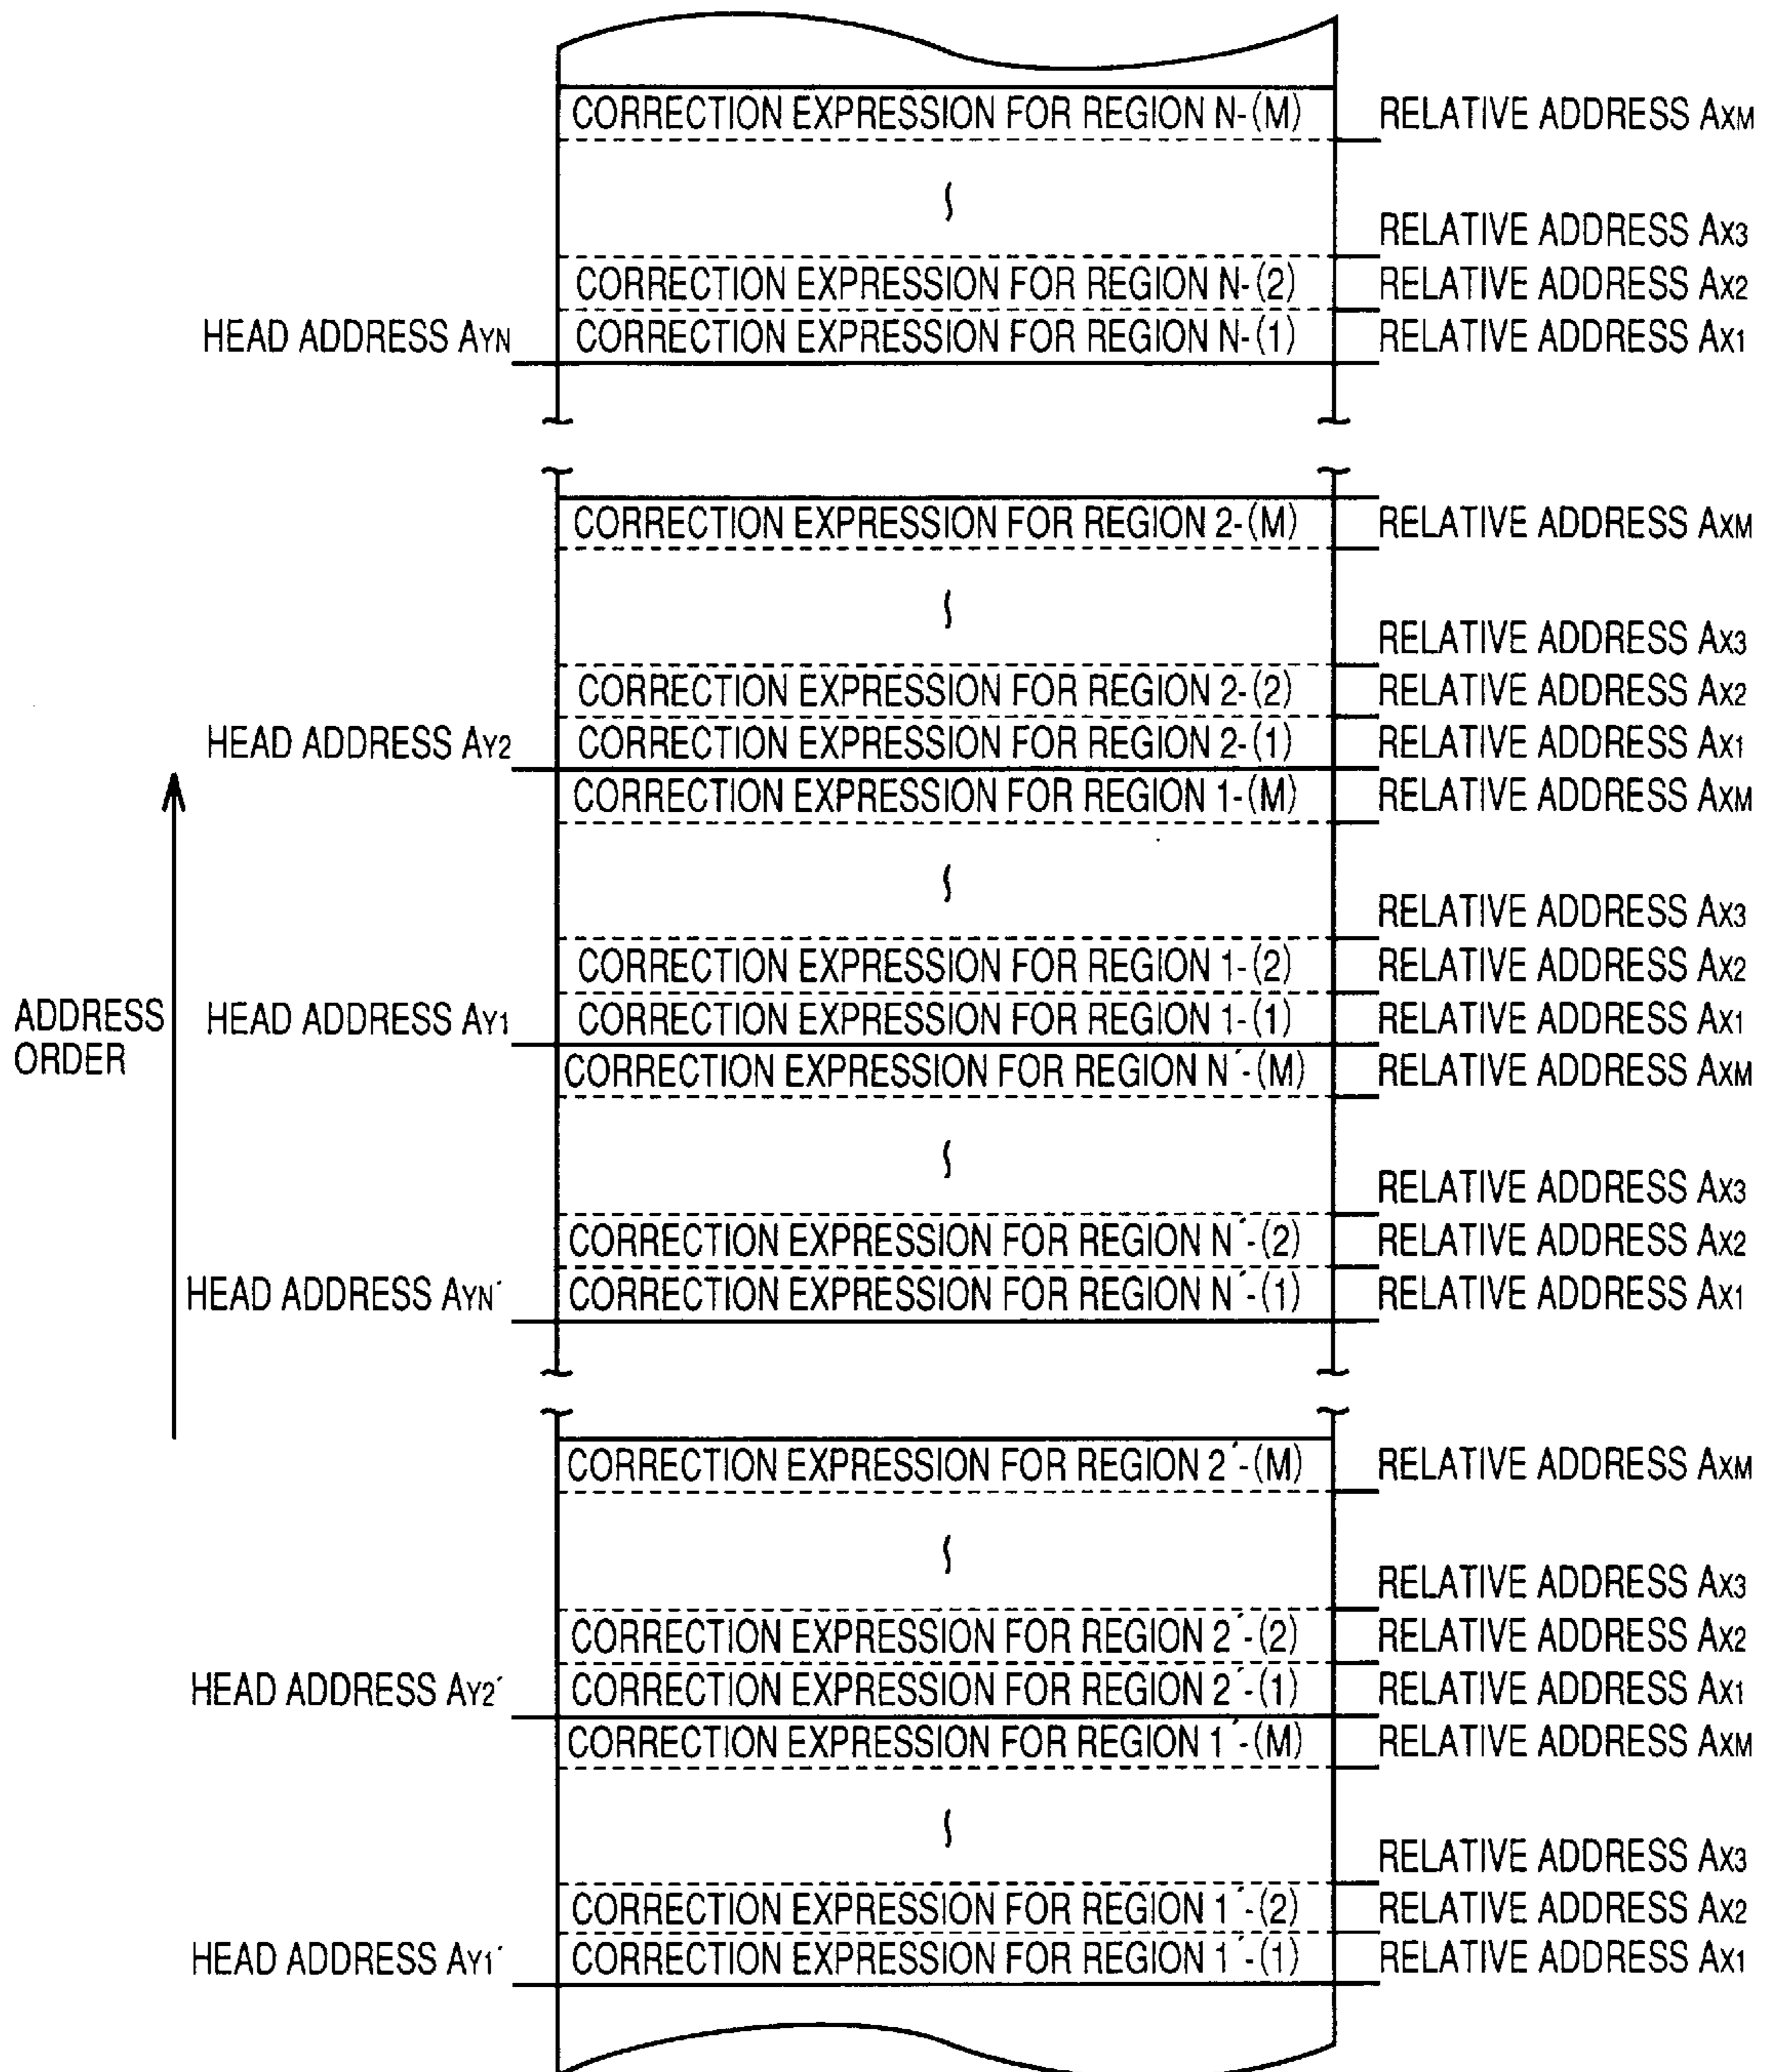 CORRECTION EXPRESSION FOR REGION N-(M) RELATIVE ADDRESS AXM
RELATIVE ADDRESS AX3
CORRECTION EXPRESSION FOR REGION N-(2) RELATIVE ADDRESS AX2
HEAD ADDRESS AYN CORRECTION EXPRESSION FOR REGION N-(1) RELATIVE ADDRESS AX1
CORRECTION EXPRESSION FOR REGION 2-(M) RELATIVE ADDRESS AXM
RELATIVE ADDRESS AX3
CORRECTION EXPRESSION FOR REGION 2-(2) RELATIVE ADDRESS AX2
HEAD ADDRESS AY2 CORRECTION EXPRESSION FOR REGION 2-(1) RELATIVE ADDRESS AX1
CORRECTION EXPRESSION FOR REGION 1-(M) RELATIVE ADDRESS AXM
RELATIVE ADDRESS AX3
CORRECTION EXPRESSION FOR REGION 1-(2) RELATIVE ADDRESS AX2
ADDRESS
ORDER
HEAD ADDRESS AY1 CORRECTION EXPRESSION FOR REGION 1-(1) RELATIVE ADDRESS AX1
CORRECTION EXPRESSION FOR REGION N´-(M) RELATIVE ADDRESS AXM
RELATIVE ADDRESS AX3
CORRECTION EXPRESSION FOR REGION N´-(2) RELATIVE ADDRESS AX2
HEAD ADDRESS AYN´ CORRECTION EXPRESSION FOR REGION N´-(1) RELATIVE ADDRESS AX1
CORRECTION EXPRESSION FOR REGION 2´-(M) RELATIVE ADDRESS AXM
RELATIVE ADDRESS AX3
CORRECTION EXPRESSION FOR REGION 2´-(2) RELATIVE ADDRESS AX2
HEAD ADDRESS AY2´ CORRECTION EXPRESSION FOR REGION 2´-(1) RELATIVE ADDRESS AX1
CORRECTION EXPRESSION FOR REGION 1´-(M) RELATIVE ADDRESS AXM
RELATIVE ADDRESS AX3
CORRECTION EXPRESSION FOR REGION 1´-(2) RELATIVE ADDRESS AX2
HEAD ADDRESS AY1´ CORRECTION EXPRESSION FOR REGION 1´-(1) RELATIVE ADDRESS AX1